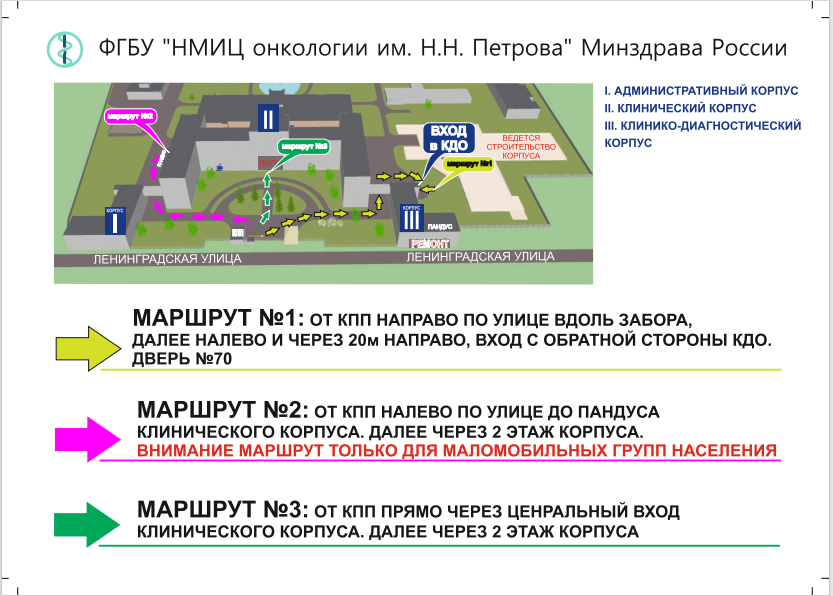 ФГБУ "НМИЦ онкологии им. Н.Н. Петрова" Минздрава России
I. АДМИНИСТРАТИВНЫЙ КОРПУС
II. КЛИНИЧЕСКИЙ КОРПУС
III. КЛИНИКО-ДИАГНОСТИЧЕСКИЙ
КОРПУС
маршрут №2
II
маршрут №3
ВХОД
в КДО
маршрут №1
ВЕДЕТСЯ
СТРОИТЕЛЬСТВО
КОРПУСА
КОРПУС
I
КПП
КОРПУС
III
ПАНДУС
РЕМОНТ
ЛЕНИНГРАДСКАЯ УЛИЦА
ЛЕНИНГРАДСКАЯ УЛИЦА
МАРШРУТ №1: ОТ КПП НАПРАВО ПО УЛИЦЕ ВДОЛЬ ЗАБОРА,
ДАЛЕЕ НАЛЕВО И ЧЕРЕЗ 20м НАПРАВО, ВХОД С ОБРАТНОЙ СТОРОНЫ КДО.
ДВЕРЬ №70
МАРШРУТ №2: ОТ КПП НАЛЕВО ПО УЛИЦЕ ДО ПАНДУСА
КЛИНИЧЕСКОГО КОРПУСА. ДАЛЕЕ ЧЕРЕЗ 2 ЭТАЖ КОРПУСА.
ВНИМАНИЕ МАРШРУТ ТОЛЬКО ДЛЯ МАЛОМОБИЛЬНЫХ ГРУПП НАСЕЛЕНИЯ
МАРШРУТ №3: ОТ КПП ПРЯМО ЧЕРЕЗ ЦЕНРАЛЬНЫЙ ВХОД
КЛИНИЧЕСКОГО КОРПУСА. ДАЛЕЕ ЧЕРЕЗ 2 ЭТАЖ КОРПУСА